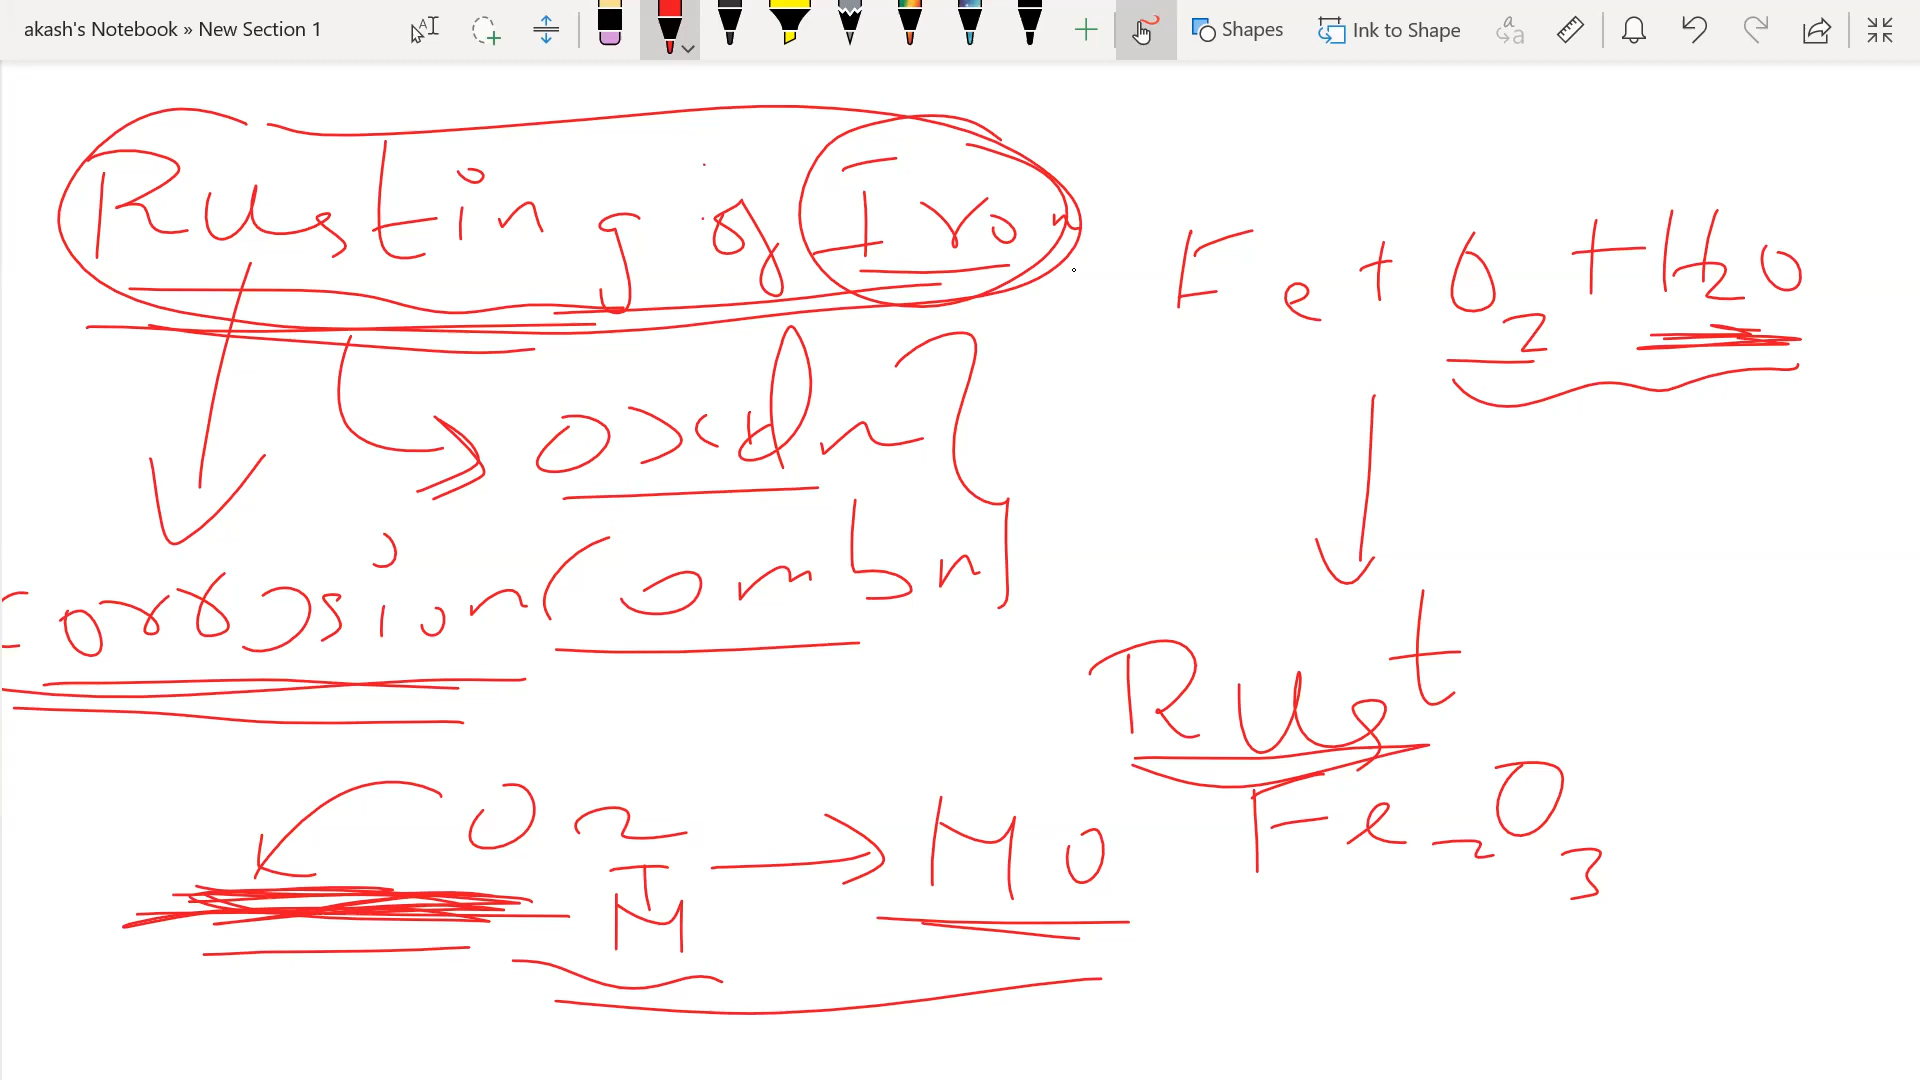 akash's Notebook » New Section 1
Shapes
Ink to Shape
Rusting of Iron
Fe + O2 + H2O
oxdn
Corrosion Combn
Rust
Fe2O3
O2 + M → MO